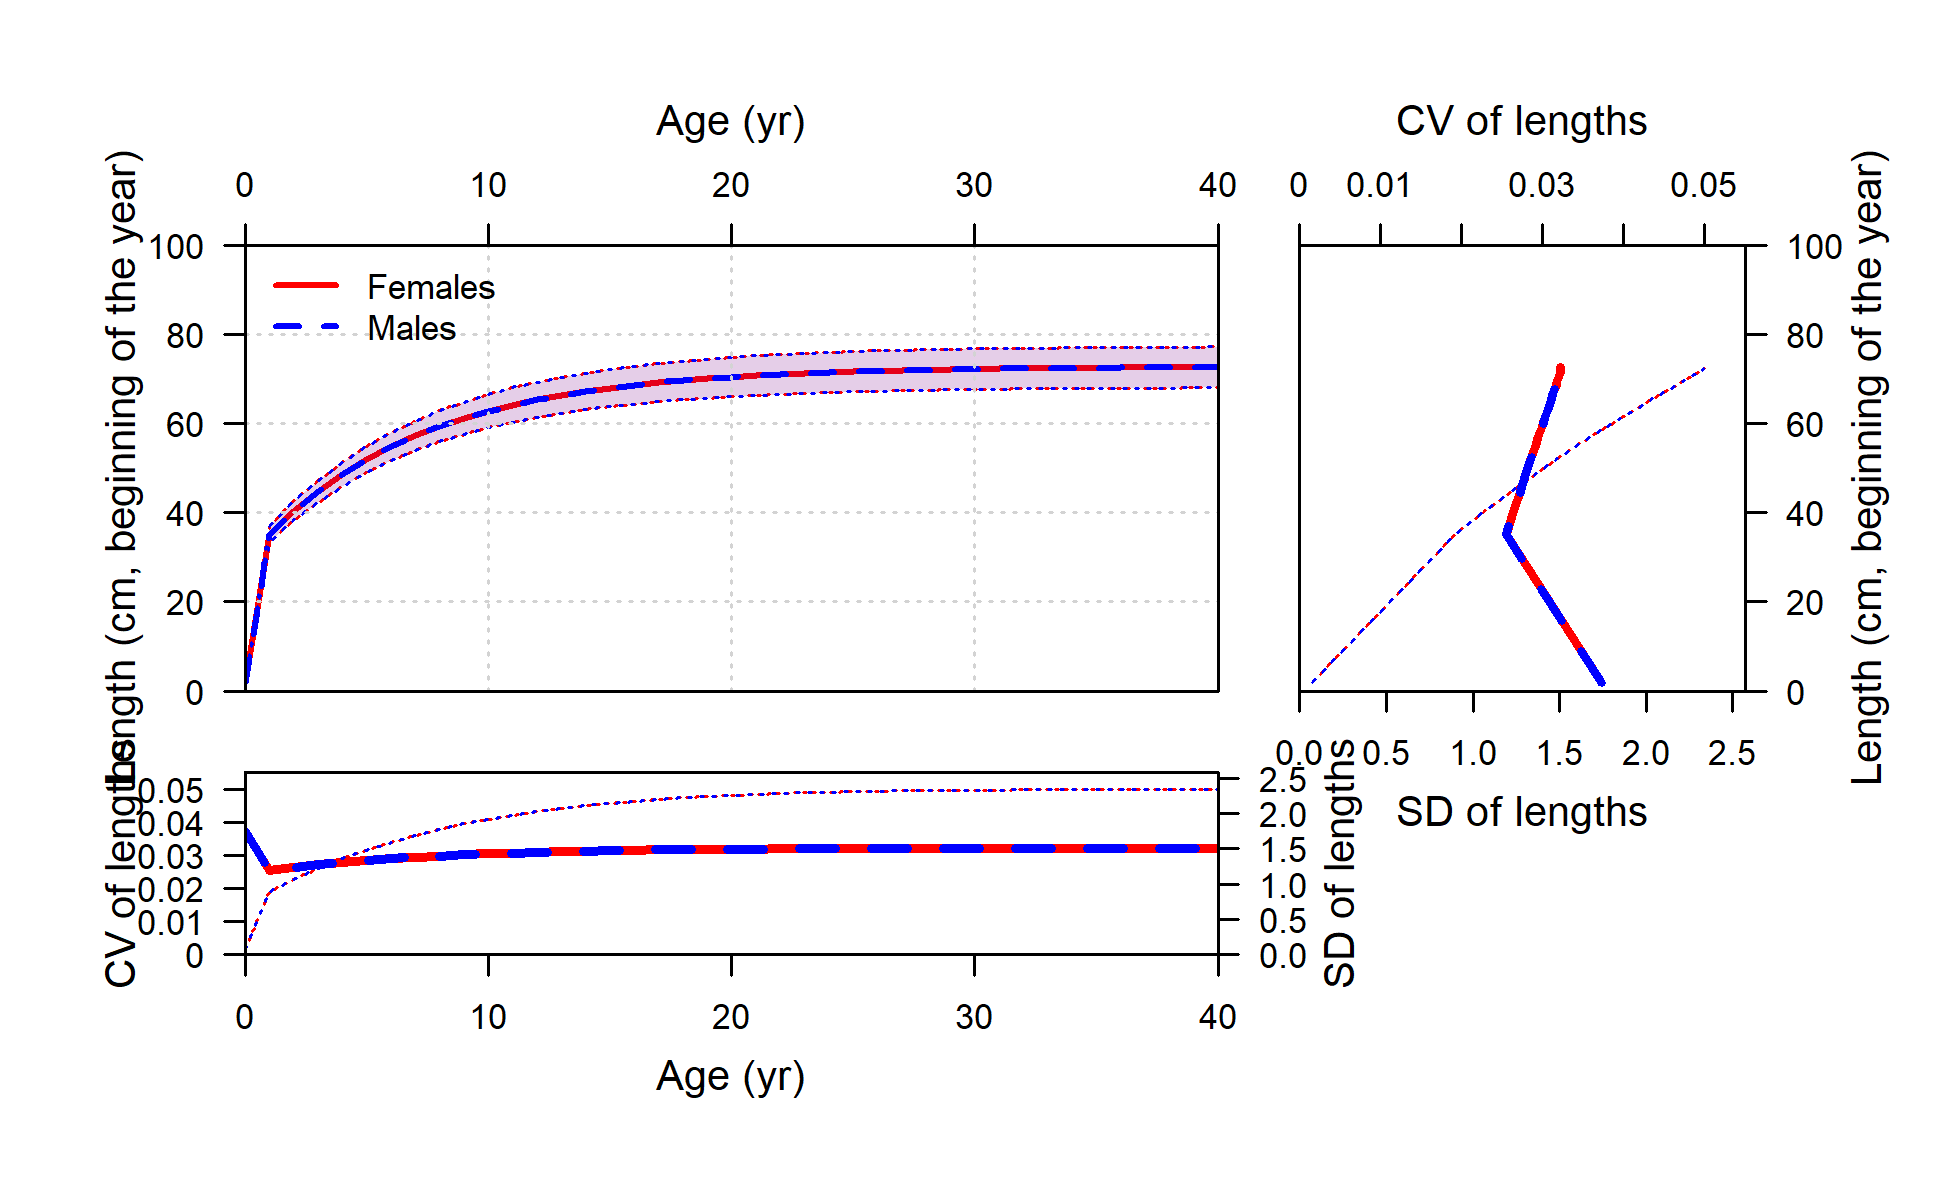 Age (yr)
CV of lengths
0 10 20 30 40
0 0.01 0.03 0.05
Length (cm, beginning of the year)
100
80
60
40
20
0
Females
Males
100
80
60
40
20
0
Length (cm, beginning of the year)
0.0 0.5 1.0 1.5 2.0 2.5
SD of lengths
CV of lengths
0.05
0.04
0.03
0.02
0.01
0
2.5
2.0
1.5
1.0
0.5
0.0
SD of lengths
0 10 20 30 40
Age (yr)